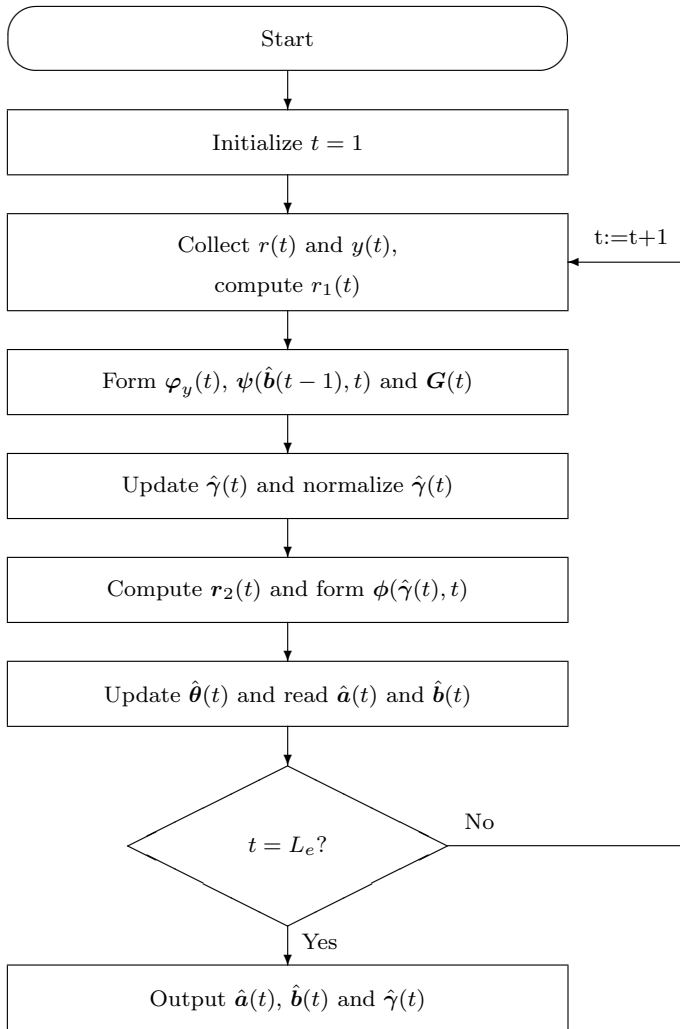 Start
Initialize t = 1
Collect r(t) and y(t),
compute r₁(t)
t:=t+1
Form φ_y(t), ψ(b̂(t−1), t) and G(t)
Update γ̂(t) and normalize γ̂(t)
Compute r₂(t) and form ϕ(γ̂(t), t)
Update θ̂(t) and read â(t) and b̂(t)
t = Lₑ?
No
Yes
Output â(t), b̂(t) and γ̂(t)